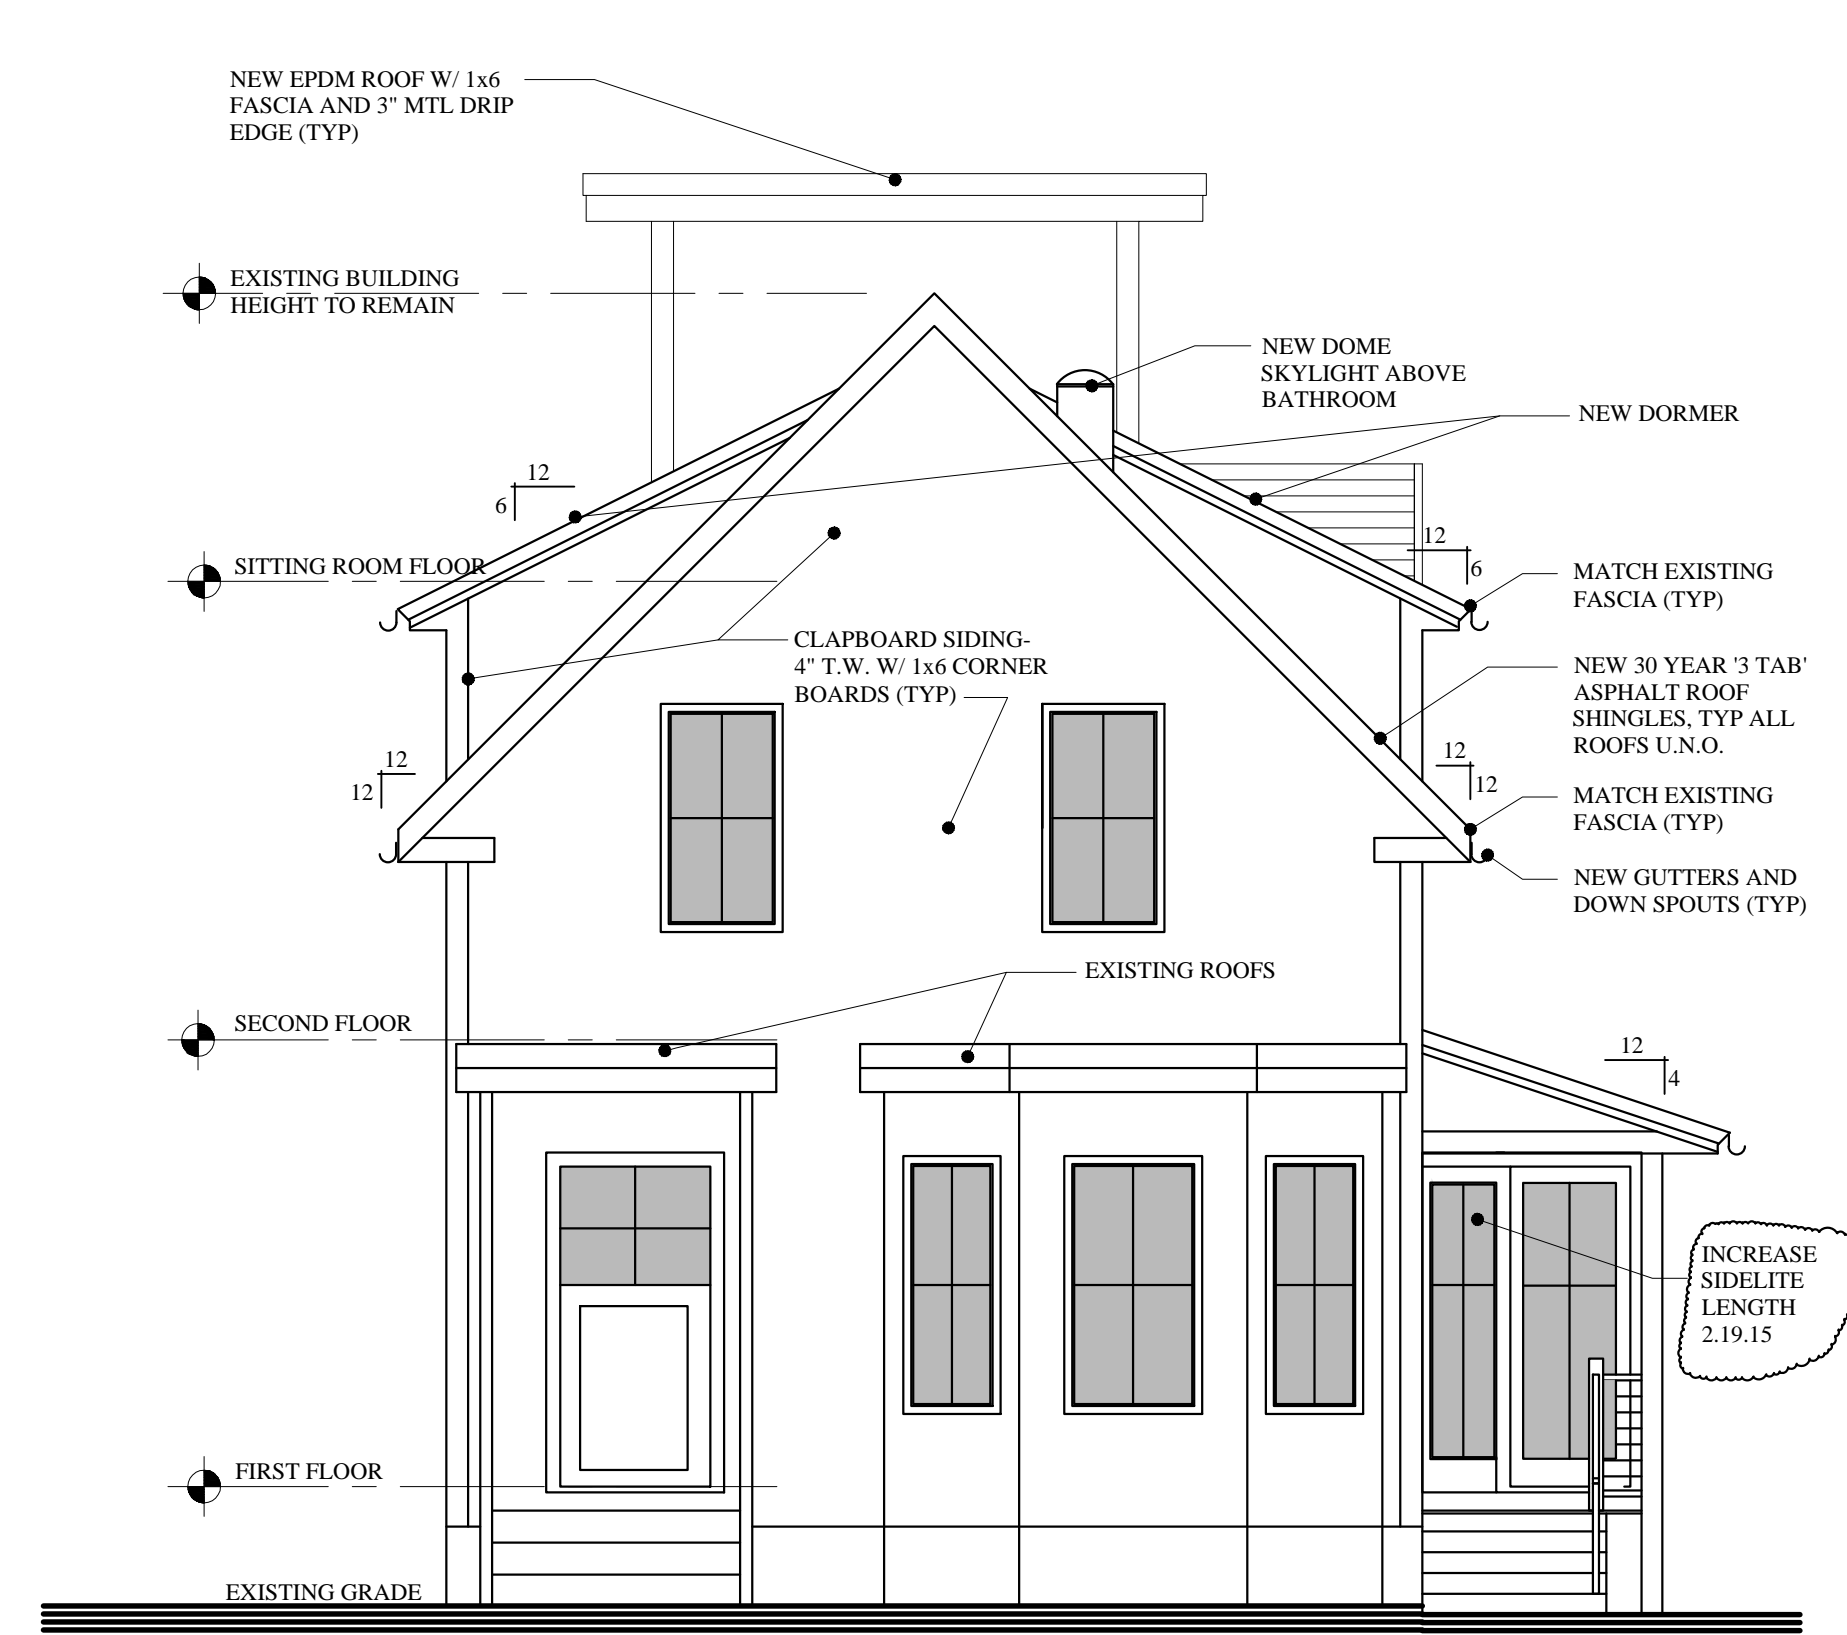 NEW EPDM ROOF W/ 1x6
FASCIA AND 3" MTL DRIP
EDGE (TYP)
EXISTING BUILDING
HEIGHT TO REMAIN
NEW DOME
SKYLIGHT ABOVE
BATHROOM
NEW DORMER
12
6
12
6
SITTING ROOM FLOOR
MATCH EXISTING
FASCIA (TYP)
CLAPBOARD SIDING-
4" T.W. W/ 1x6 CORNER
BOARDS (TYP)
NEW 30 YEAR '3 TAB'
ASPHALT ROOF
SHINGLES, TYP ALL
ROOFS U.N.O.
12
12
12
12
MATCH EXISTING
FASCIA (TYP)
NEW GUTTERS AND
DOWN SPOUTS (TYP)
EXISTING ROOFS
SECOND FLOOR
12
4
INCREASE
SIDELITE
LENGTH
2.19.15
FIRST FLOOR
EXISTING GRADE